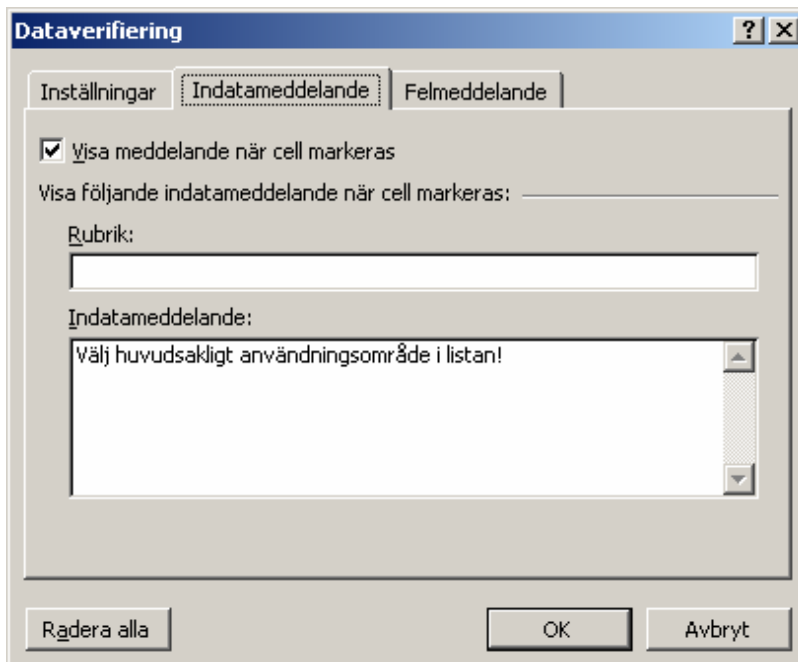 Dataverifiering
Inställningar Indatameddelande Felmeddelande
Visa meddelande när cell markeras
Visa följande indatameddelande när cell markeras:
Rubrik:
Indatameddelande:
Välj huvudsakligt användningsområde i listan!
Radera alla OK Avbryt